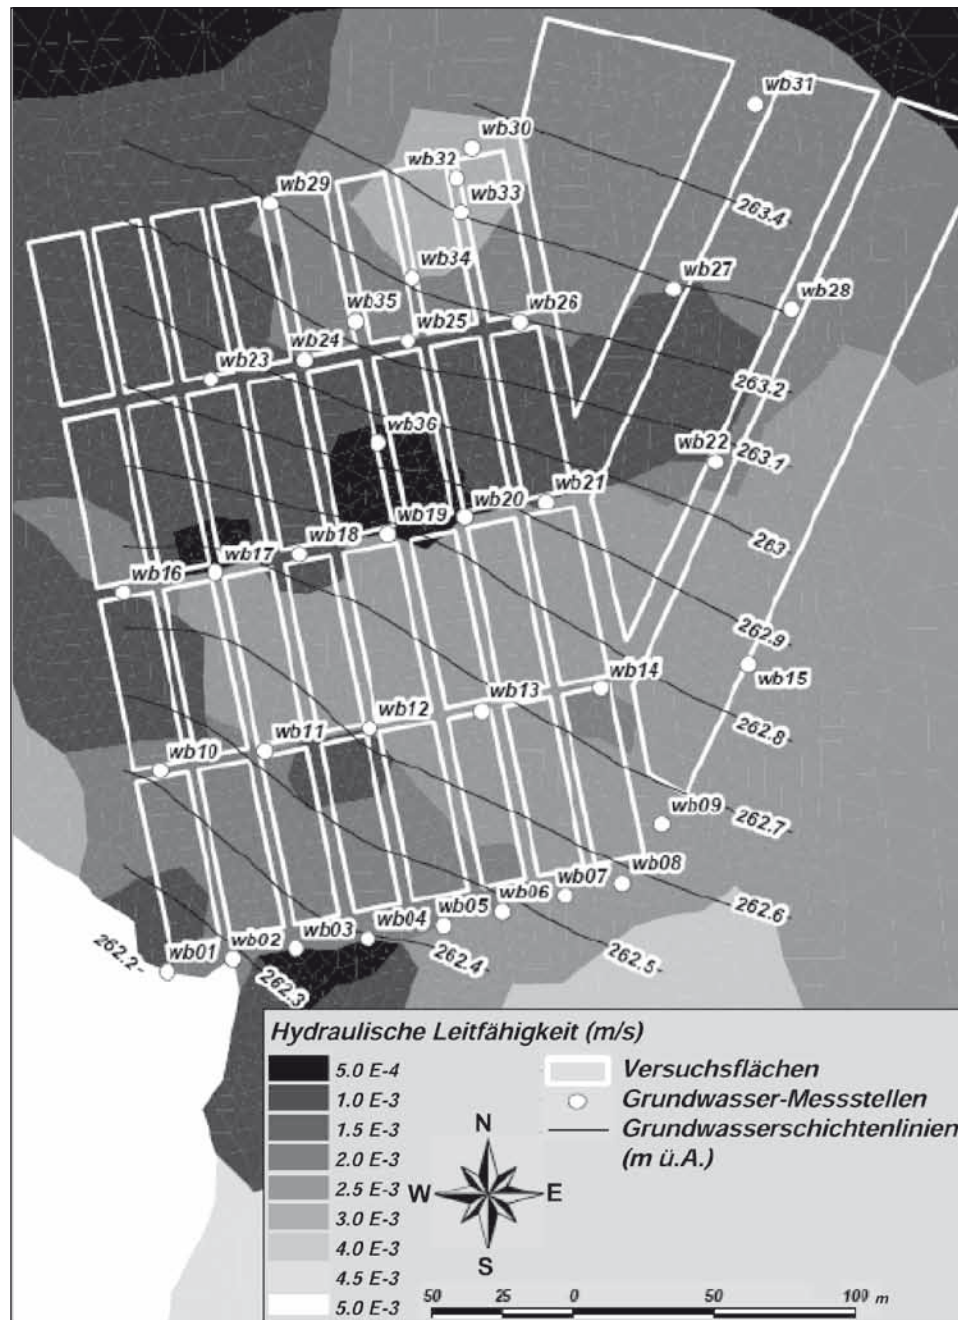 wb31
wb30
wb32
wb29
wb33
263.4
wb34
wb27
wb28
wb35
wb26
wb25
wb24
wb23
263.2
wb36
wb22
263.1
wb21
wb20
wb19
wb18
263
wb17
wb16
262.9
wb14
wb15
wb13
wb12
262.8
wb11
wb10
wb09
262.7
wb08
wb07
wb06
262.6
wb05
wb04
wb03
wb02
wb01
262.2
262.4
262.5
262.3
Hydraulische Leitfähigkeit (m/s)
5.0 E-4
1.0 E-3
1.5 E-3
2.0 E-3
2.5 E-3
3.0 E-3
4.0 E-3
4.5 E-3
5.0 E-3
Versuchsflächen
Grundwasser-Messstellen
Grundwasserschichtenlinien
(m ü.A.)
N
W E
S
50 25 0 50 100 m